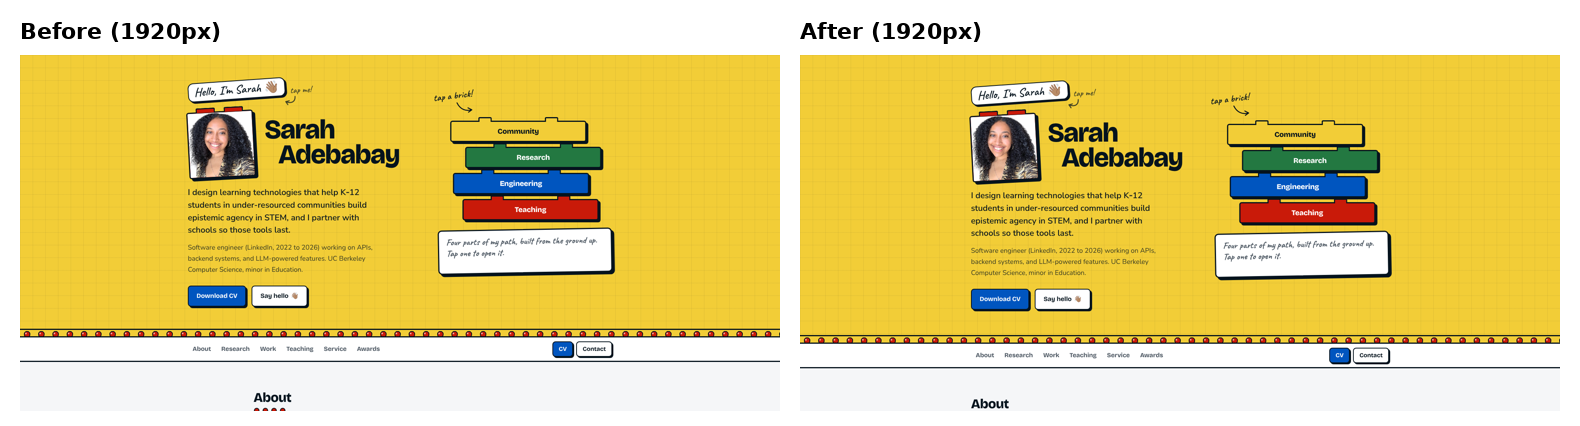 Before (1920px)
Hello, I'm Sarah 👋🏽
tap me!
Sarah
Adebabay
I design learning technologies that help K-12
students in under-resourced communities build
epistemic agency in STEM, and I partner with
schools so those tools last.
Software engineer (LinkedIn, 2022 to 2026) working on APIs,
backend systems, and LLM-powered features. UC Berkeley
Computer Science, minor in Education.
Download CV
Say hello 👋🏽
tap a brick!
Community
Research
Engineering
Teaching
Four parts of my path, built from the ground up.
Tap one to open it.
About Research Work Teaching Service Awards CV Contact
About
After (1920px)
Hello, I'm Sarah 👋🏽
tap me!
Sarah
Adebabay
I design learning technologies that help K-12
students in under-resourced communities build
epistemic agency in STEM, and I partner with
schools so those tools last.
Software engineer (LinkedIn, 2022 to 2026) working on APIs,
backend systems, and LLM-powered features. UC Berkeley
Computer Science, minor in Education.
Download CV
Say hello 👋🏽
tap a brick!
Community
Research
Engineering
Teaching
Four parts of my path, built from the ground up.
Tap one to open it.
About Research Work Teaching Service Awards CV Contact
About